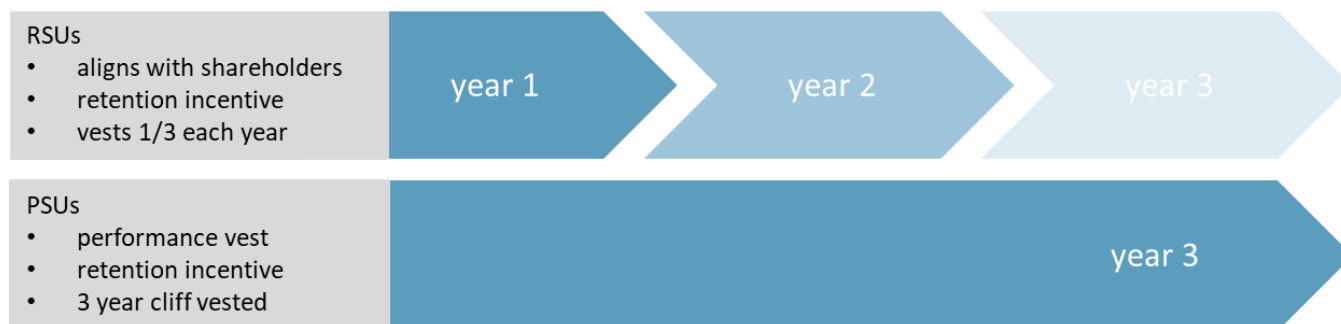 RSUs
• aligns with shareholders
• retention incentive
• vests 1/3 each year
year 1
year 2
year 3
PSUs
• performance vest
• retention incentive
• 3 year cliff vested
year 3